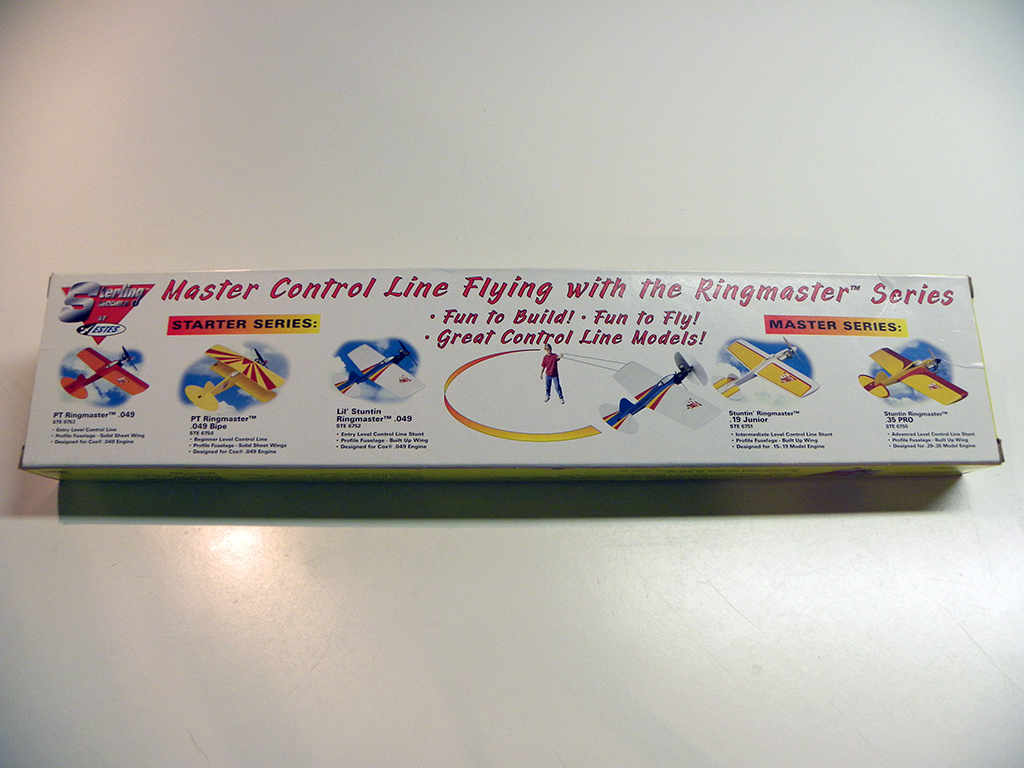 Sterling
MODELS
BY
ESTES
Master Control Line Flying with the Ringmaster™ Series
• Fun to Build! • Fun to Fly!
• Great Control Line Models!
STARTER SERIES:
PT Ringmaster™ .049
STE 6753
• Entry Level Control Line
• Profile Fuselage - Solid Sheet Wing
• Designed for Cox® .049 Engine
PT Ringmaster™
.049 Bipe
STE 6754
• Beginner Level Control Line
• Profile Fuselage - Solid Sheet Wings
• Designed for Cox® .049 Engine
Lil' Stuntin
Ringmaster™ .049
STE 6752
• Entry Level Control Line Stunt
• Profile Fuselage - Built Up Wing
• Designed for Cox® .049 Engine
MASTER SERIES:
Stuntin' Ringmaster™
.19 Junior
STE 6751
• Intermediate Level Control Line Stunt
• Profile Fuselage - Built Up Wing
• Designed for .15-.19 Model Engine
Stuntin Ringmaster™
.35 PRO
STE 6750
• Advanced Level Control Line Stunt
• Profile Fuselage - Built Up Wing
• Designed for .29-.35 Model Engine